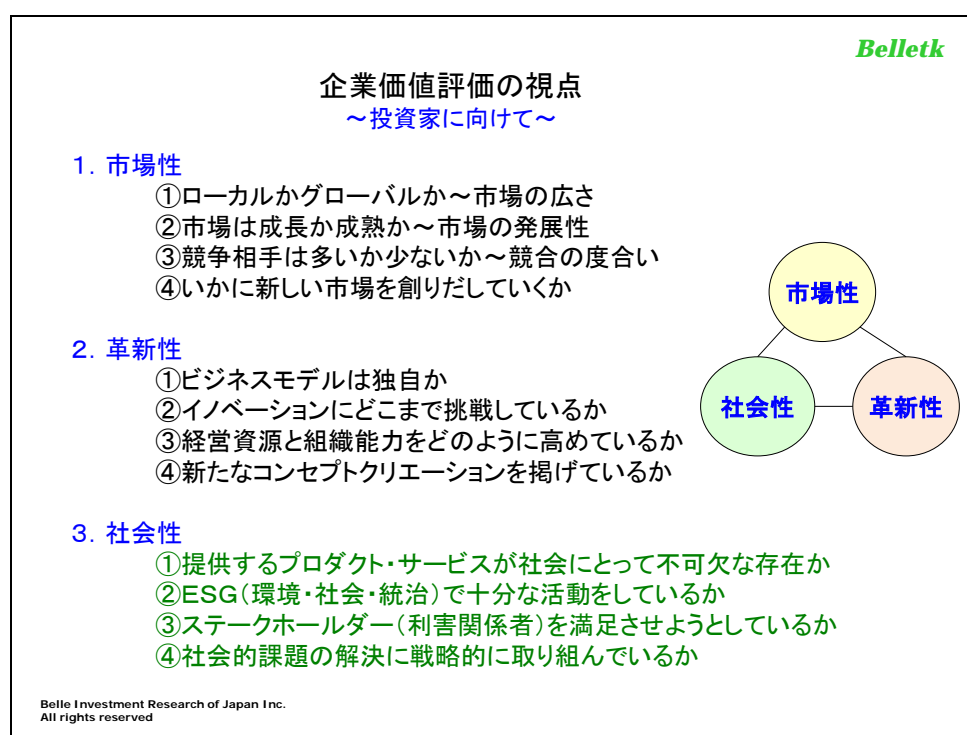 Belletk
企業価値評価の視点
～投資家に向けて～
１．市場性
①ローカルかグローバルか～市場の広さ
②市場は成長か成熟か～市場の発展性
③競争相手は多いか少ないか～競合の度合い
④いかに新しい市場を創りだしていくか
２．革新性
①ビジネスモデルは独自か
②イノベーションにどこまで挑戦しているか
③経営資源と組織能力をどのように高めているか
④新たなコンセプトクリエーションを掲げているか
３．社会性
①提供するプロダクト・サービスが社会にとって不可欠な存在か
②ESG（環境・社会・統治）で十分な活動をしているか
③ステークホールダー（利害関係者）を満足させようとしているか
④社会的課題の解決に戦略的に取り組んでいるか
市場性
社会性
革新性
Belle Investment Research of Japan Inc.
All rights reserved